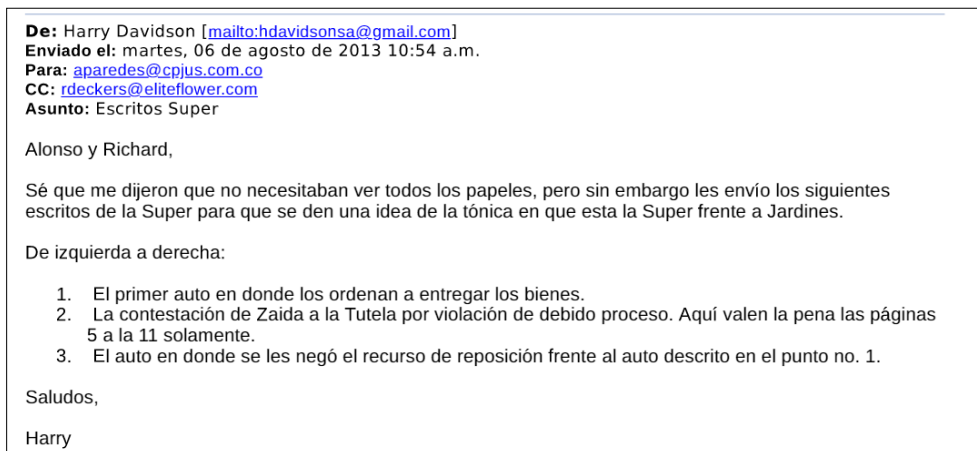 De: Harry Davidson [mailto:hdavidsonsa@gmail.com]
Enviado el: martes, 06 de agosto de 2013 10:54 a.m.
Para: aparedes@cpjus.com.co
CC: rdeckers@eliteflower.com
Asunto: Escritos Super
Alonso y Richard,
Sé que me dijeron que no necesitaban ver todos los papeles, pero sin embargo les envío los siguientes
escritos de la Super para que se den una idea de la tónica en que esta la Super frente a Jardines.
De izquierda a derecha:
1. El primer auto en donde los ordenan a entregar los bienes.
2. La contestación de Zaida a la Tutela por violación de debido proceso. Aquí valen la pena las páginas
5 a la 11 solamente.
3. El auto en donde se les negó el recurso de reposición frente al auto descrito en el punto no. 1.
Saludos,
Harry